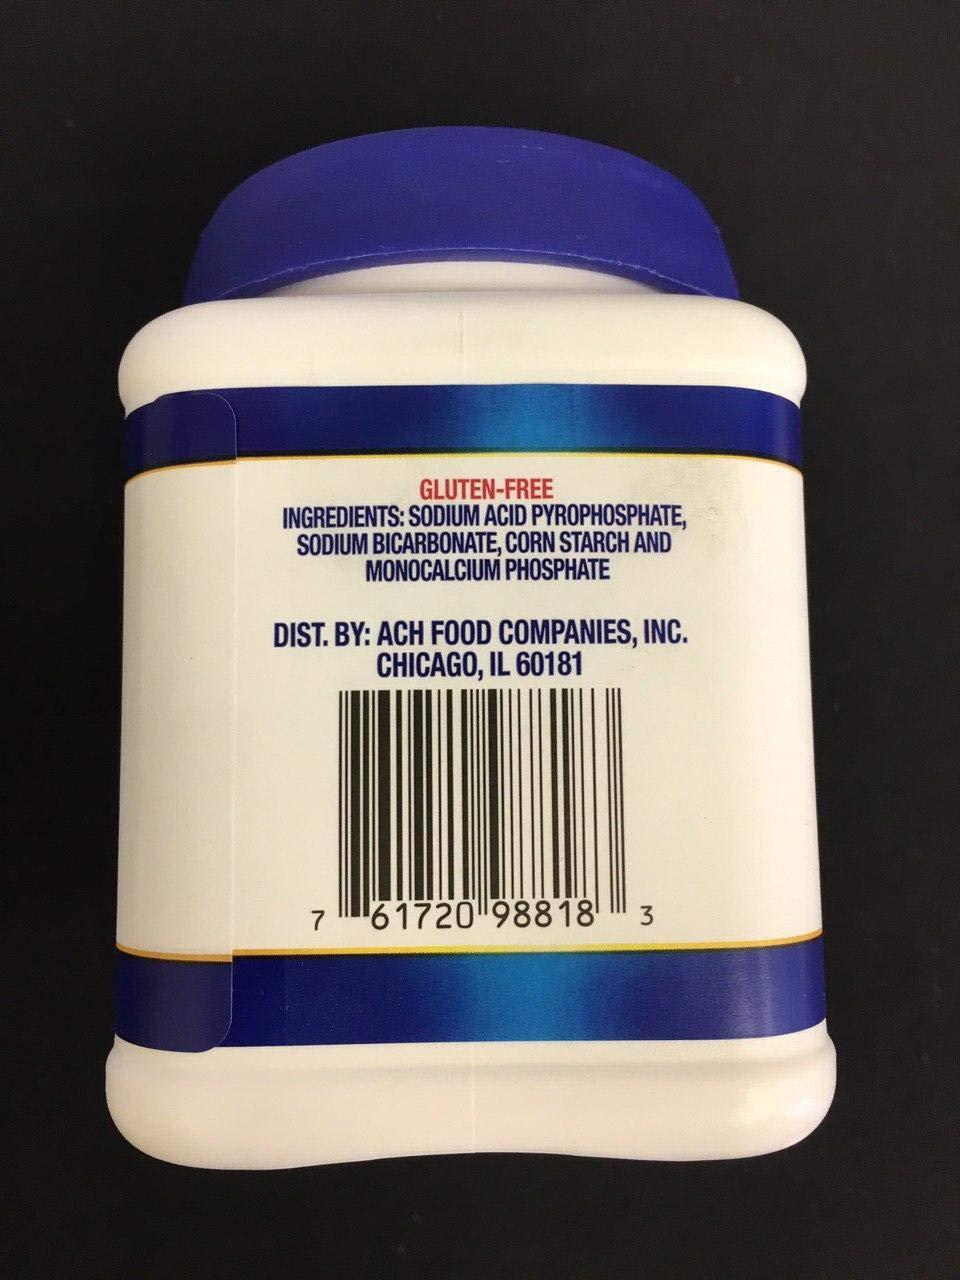 GLUTEN-FREE
INGREDIENTS: SODIUM ACID PYROPHOSPHATE,
SODIUM BICARBONATE, CORN STARCH AND
MONOCALCIUM PHOSPHATE
DIST. BY: ACH FOOD COMPANIES, INC.
CHICAGO, IL 60181
7 61720 98818 3